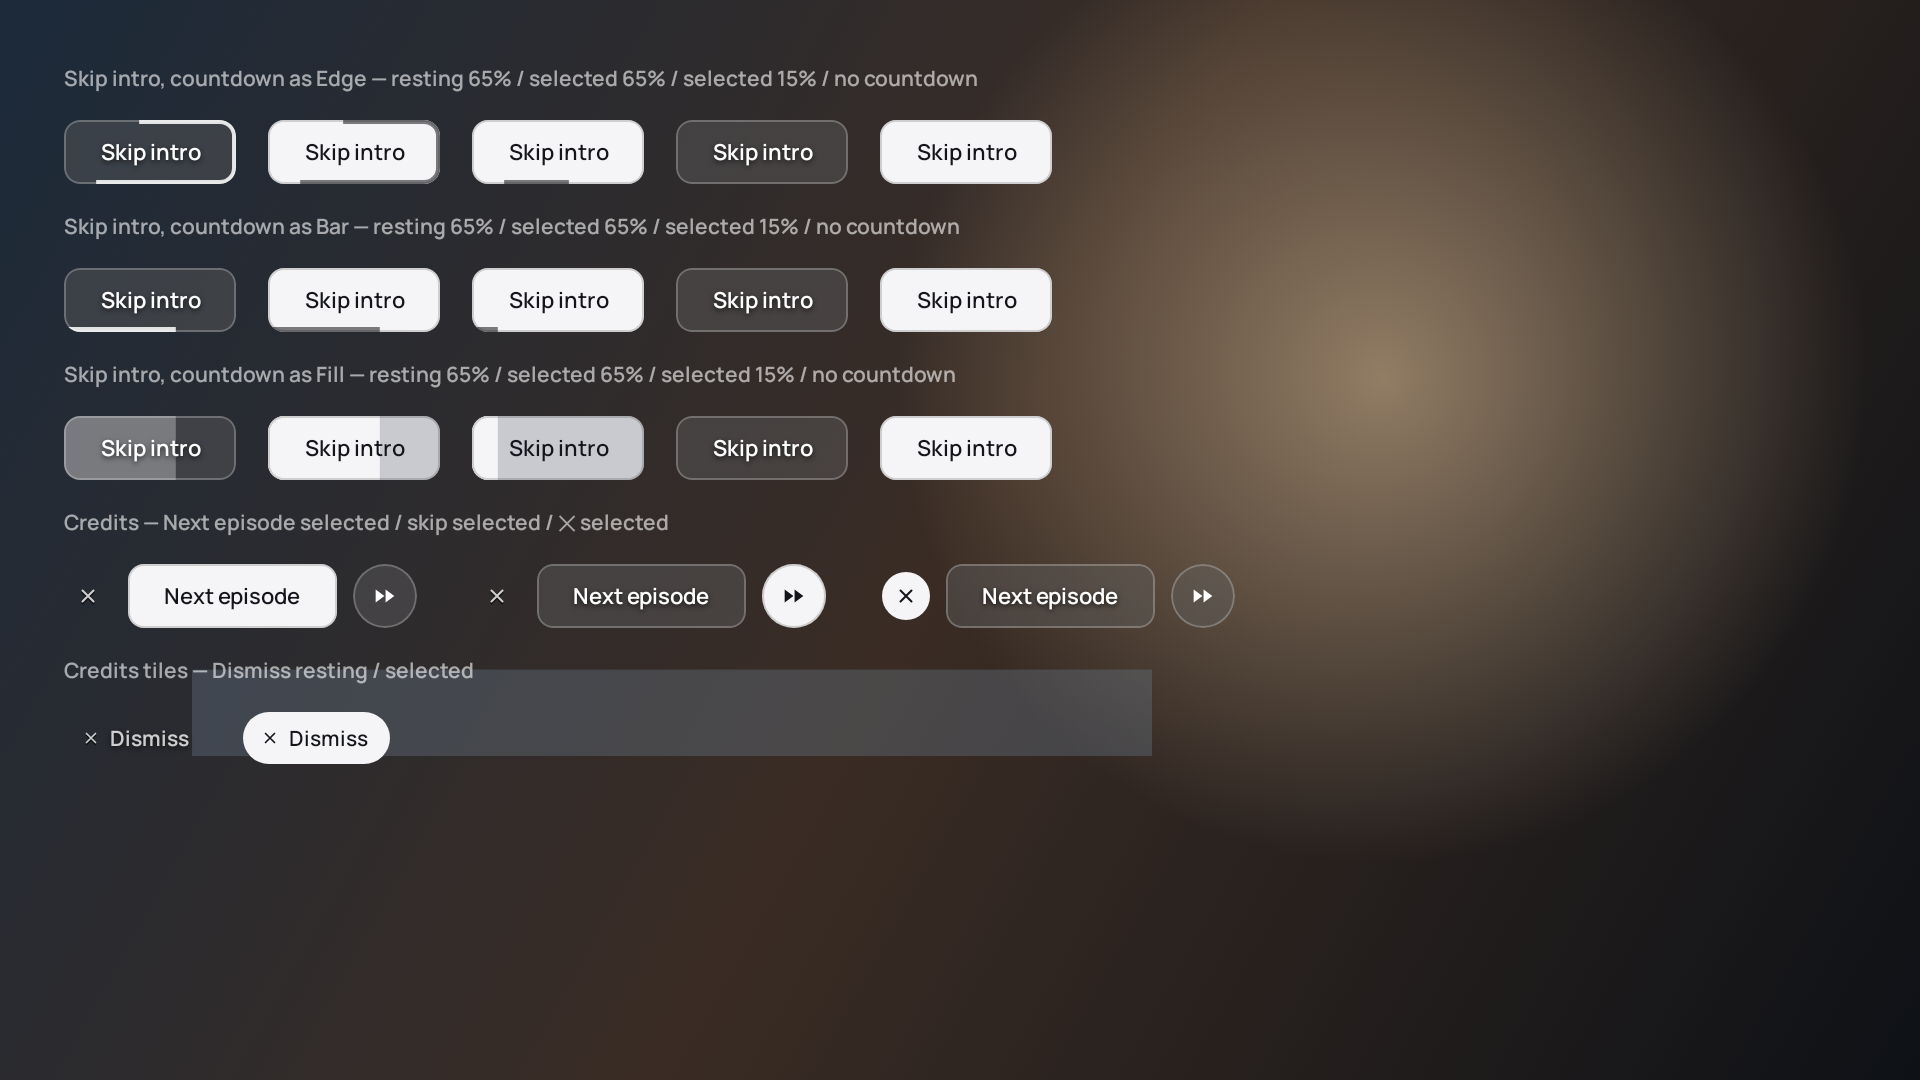 Skip intro, countdown as Edge — resting 65% / selected 65% / selected 15% / no countdown
Skip intro Skip intro Skip intro Skip intro Skip intro
Skip intro, countdown as Bar — resting 65% / selected 65% / selected 15% / no countdown
Skip intro Skip intro Skip intro Skip intro Skip intro
Skip intro, countdown as Fill — resting 65% / selected 65% / selected 15% / no countdown
Skip intro Skip intro Skip intro Skip intro Skip intro
Credits — Next episode selected / skip selected / ✕ selected
✕ Next episode ✕ Next episode ✕ Next episode
Credits tiles — Dismiss resting / selected
✕ Dismiss ✕ Dismiss